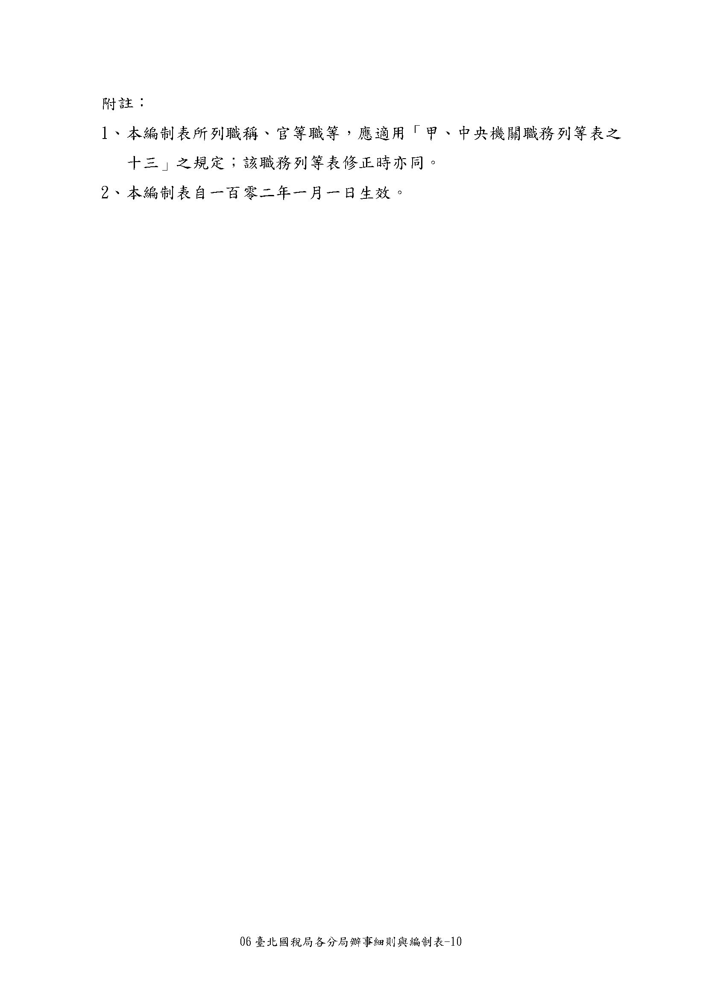 附註：
1、本編制表所列職稱、官等職等，應適用「甲、中央機關職務列等表之
十三」之規定；該職務列等表修正時亦同。
2、本編制表自一百零二年一月一日生效。
06 臺北國稅局各分局辦事細則與編制表-10